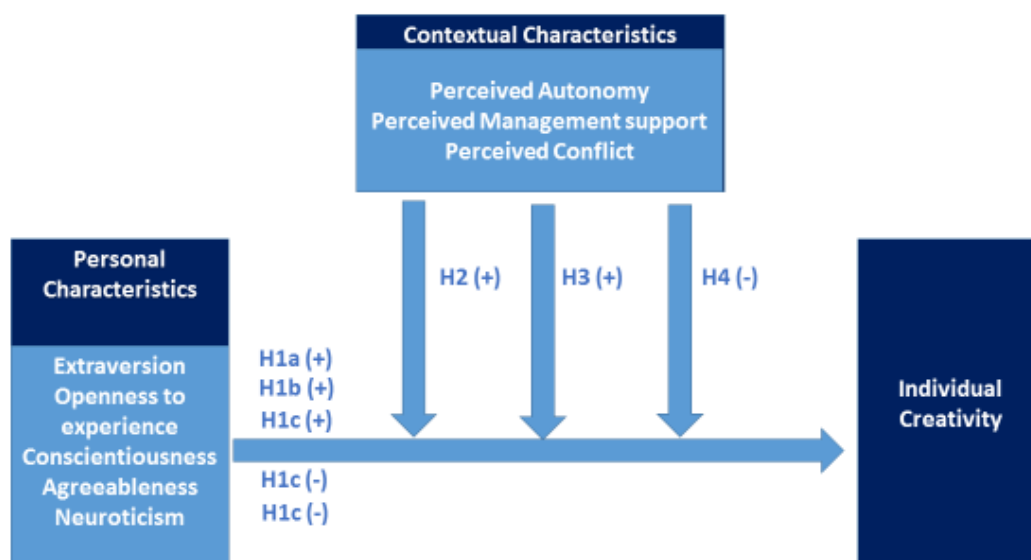 Contextual Characteristics
Perceived Autonomy
Perceived Management support
Perceived Conflict
H2 (+)
H3 (+)
H4 (-)
Personal
Characteristics
Extraversion
Openness to
experience
Conscientiousness
Agreeableness
Neuroticism
H1a (+)
H1b (+)
H1c (+)
H1c (-)
H1c (-)
Individual
Creativity